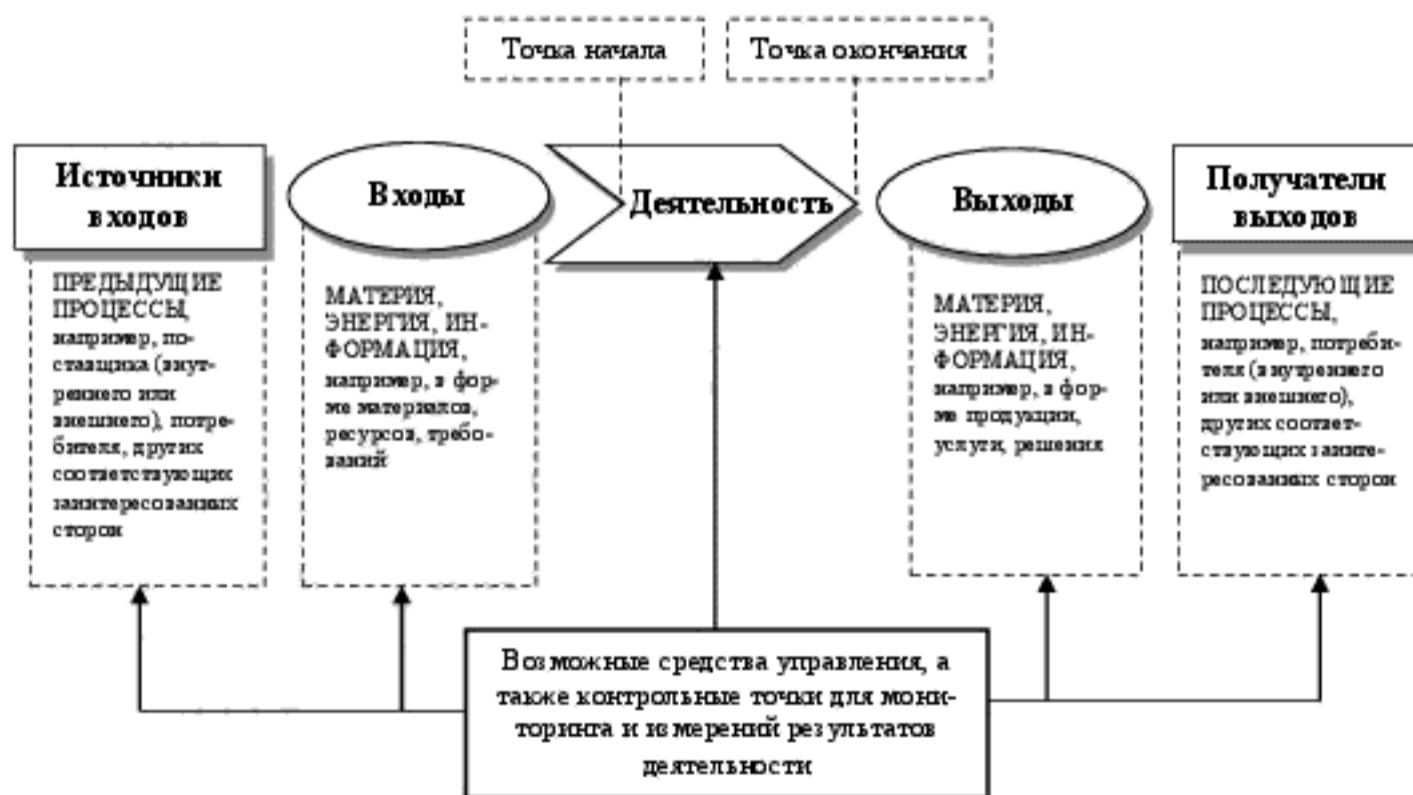 Точка начала
Точка окончания
Источники
входов
Входы
Деятельность
Выходы
Получатели
выходов
ПРЕДЫДУЩИЕ
ПРОЦЕССЫ,
например, по-
ставщика (внут-
реннего или
внешнего), потре-
бителя, других
соответствующих
заинтересованных
сторон
МАТЕРИЯ,
ЭНЕРГИЯ, ИН-
ФОРМАЦИЯ,
например, в фор-
ме материалов,
ресурсов, требо-
ваний
МАТЕРИЯ,
ЭНЕРГИЯ, ИН-
ФОРМАЦИЯ,
например, в фор-
ме продукции,
услуги, решения
ПОСЛЕДУЮЩИЕ
ПРОЦЕССЫ,
например, потреби-
теля (внутреннего
или внешнего),
других соответ-
ствующих заинте-
ресованных сторон
Возможные средства управления, а
также контрольные точки для мони-
торинга и измерений результатов
деятельности